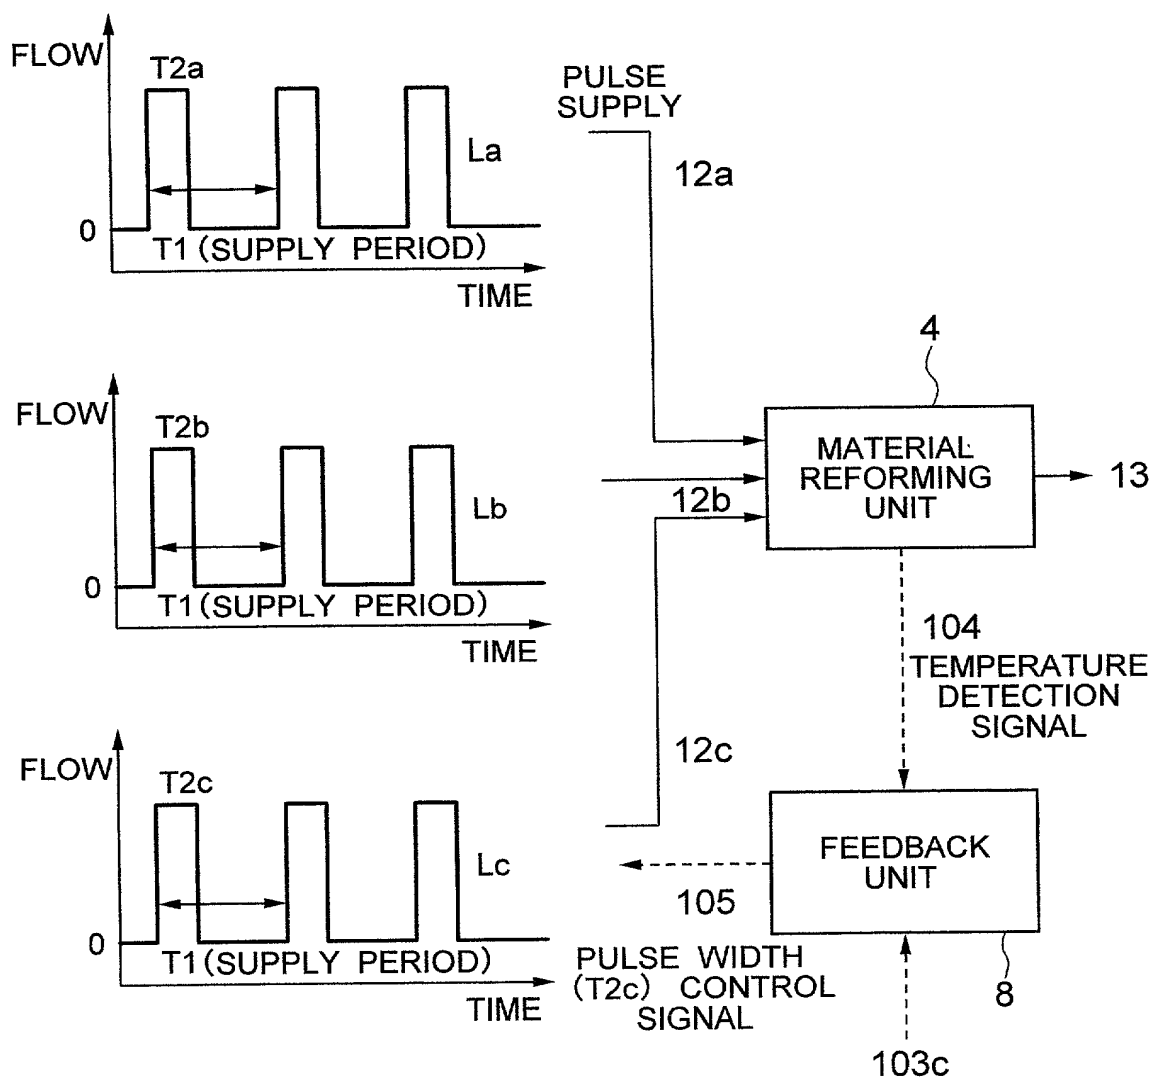 FLOW
T2a
La
0
T1 (SUPPLY PERIOD)
TIME
PULSE
SUPPLY
12a
FLOW
T2b
Lb
0
T1 (SUPPLY PERIOD)
TIME
12b
4
MATERIAL
REFORMING
UNIT
13
104
TEMPERATURE
DETECTION
SIGNAL
FLOW
T2c
Lc
0
T1 (SUPPLY PERIOD)
TIME
12c
FEEDBACK
UNIT
105
PULSE WIDTH
(T2c) CONTROL
SIGNAL
8
103c